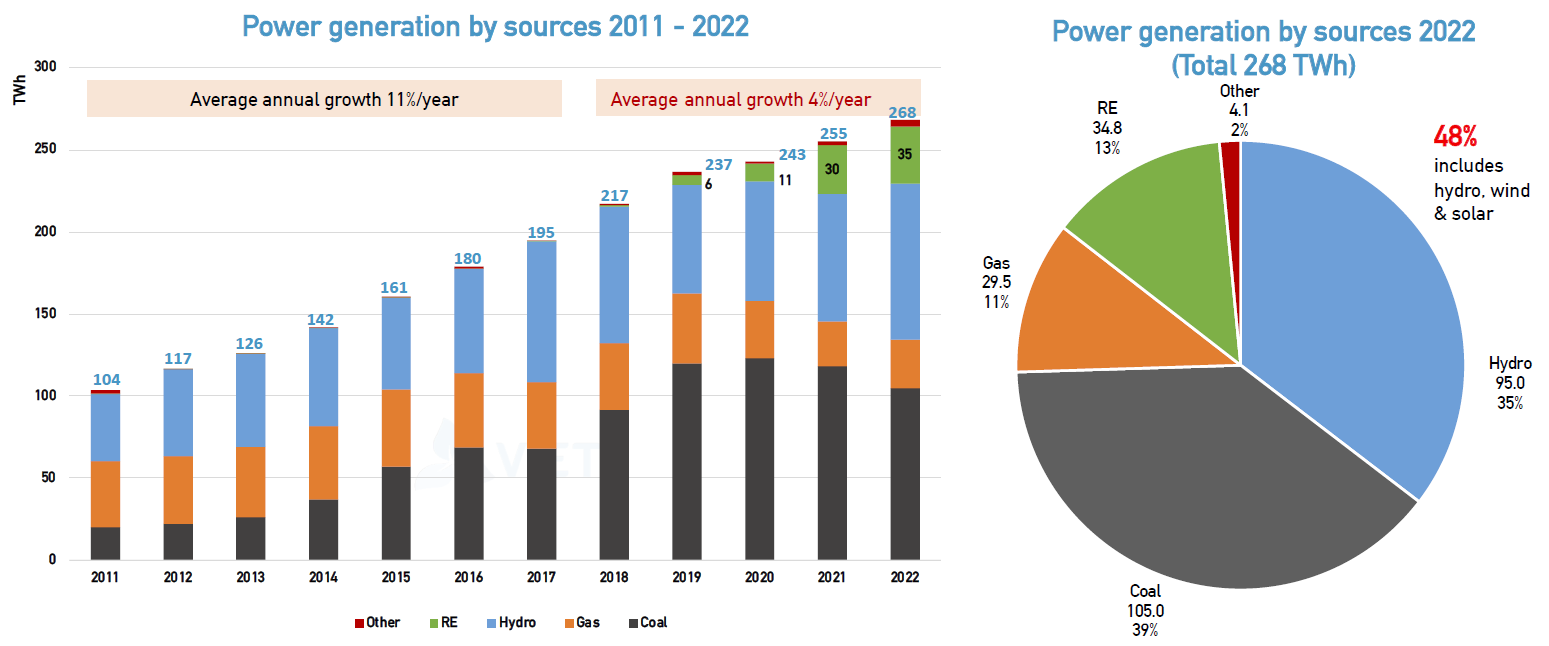 Power generation by sources 2011 - 2022
TWh
300
250
200
150
100
50
0
Average annual growth 11%/year
Average annual growth 4%/year
104
117
126
142
161
180
195
217
237
6
243
11
255
30
268
35
2011 2012 2013 2014 2015 2016 2017 2018 2019 2020 2021 2022
Other RE Hydro Gas Coal
VET
Power generation by sources 2022
(Total 268 TWh)
Other
4.1
2%
RE
34.8
13%
48%
includes
hydro, wind
& solar
Gas
29.5
11%
Hydro
95.0
35%
Coal
105.0
39%